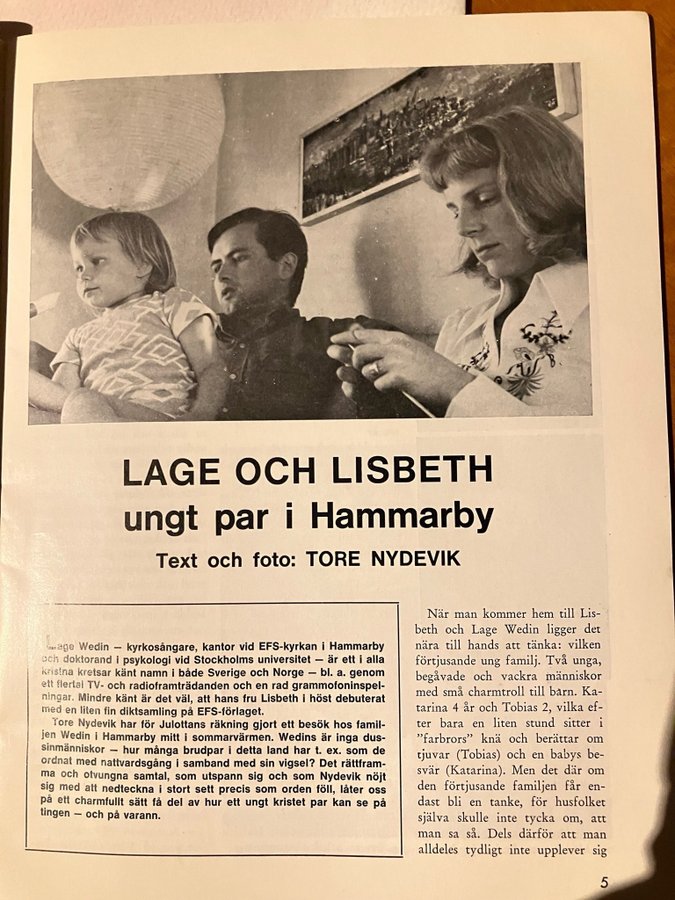 LAGE OCH LISBETH
ungt par i Hammarby
Text och foto: TORE NYDEVIK
Lage Wedin — kyrkosångare, kantor vid EFS-kyrkan i Hammarby
och doktorand i psykologi vid Stockholms universitet — är ett i alla
kristna kretsar känt namn i både Sverige och Norge — bl. a. genom
ett flertal TV- och radioframträdanden och en rad grammofoninspel-
ningar. Mindre känt är det väl, att hans fru Lisbeth i höst debuterat
med en liten fin diktsamling på EFS-förlaget.
Tore Nydevik har för Julottans räkning gjort ett besök hos famil-
jen Wedin i Hammarby mitt i sommarvärmen. Wedins är inga dus-
sinmänniskor — hur många brudpar i detta land har t. ex. som de
ordnat med nattvardsgång i samband med sin vigsel? Det rättfram-
ma och otvungna samtal, som utspann sig och som Nydevik nöjt
sig med att nedteckna i stort sett precis som orden föll, låter oss
på ett charmfullt sätt få del av hur ett ungt kristet par kan se på
tingen — och på varann.
När man kommer hem till Lis-
beth och Lage Wedin ligger det
nära till hands att tänka: vilken
förtjusande ung familj. Två unga,
begåvade och vackra människor
med små charmtroll till barn. Ka-
tarina 4 år och Tobias 2, vilka ef-
ter bara en liten stund sitter i
"farbrors" knä och berättar om
tjuvar (Tobias) och en babys be-
svär (Katarina). Men det där om
den förtjusande familjen får en-
dast bli en tanke, för husfolket
själva skulle inte tycka om, att
man sa så. Dels därför att man
alldeles tydligt inte upplever sig
5